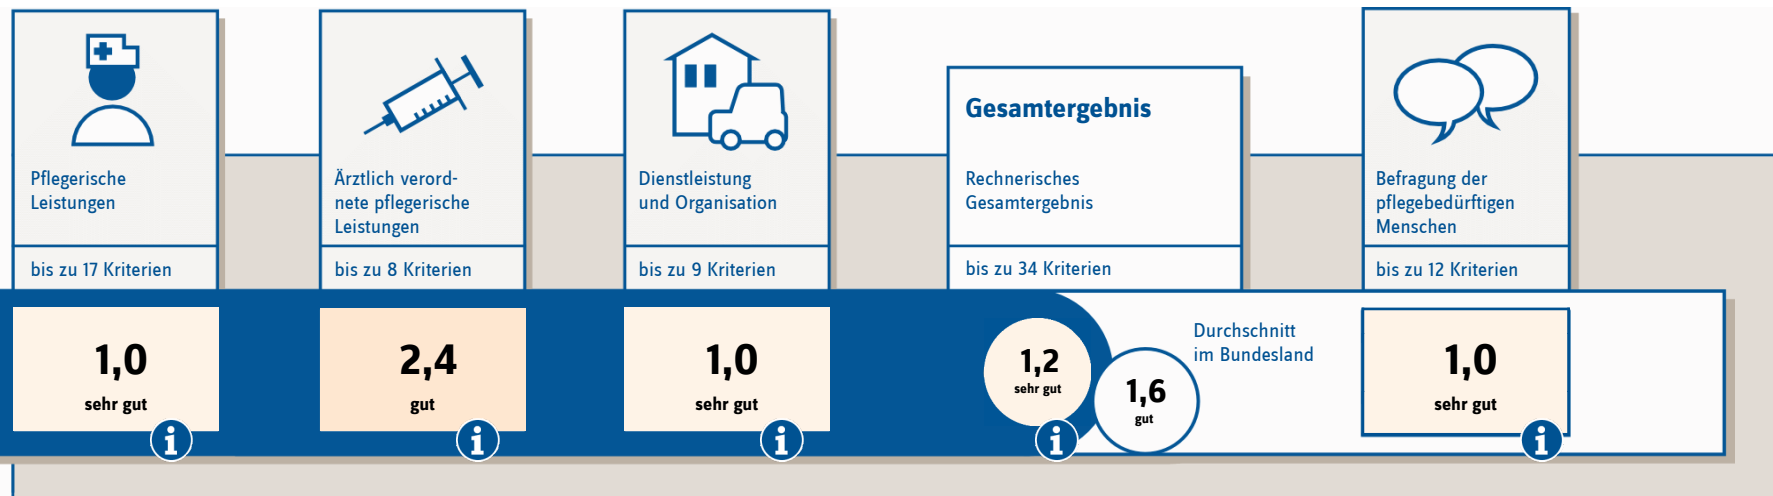 Pflegerische
Leistungen
bis zu 17 Kriterien
1,0
sehr gut
i
Ärztlich verord-
nete pflegerische
Leistungen
bis zu 8 Kriterien
2,4
gut
i
Dienstleistung
und Organisation
bis zu 9 Kriterien
1,0
sehr gut
i
Gesamtergebnis
Rechnerisches
Gesamtergebnis
bis zu 34 Kriterien
1,2
sehr gut
i
Durchschnitt
im Bundesland
1,6
gut
Befragung der
pflegebedürftigen
Menschen
bis zu 12 Kriterien
1,0
sehr gut
i